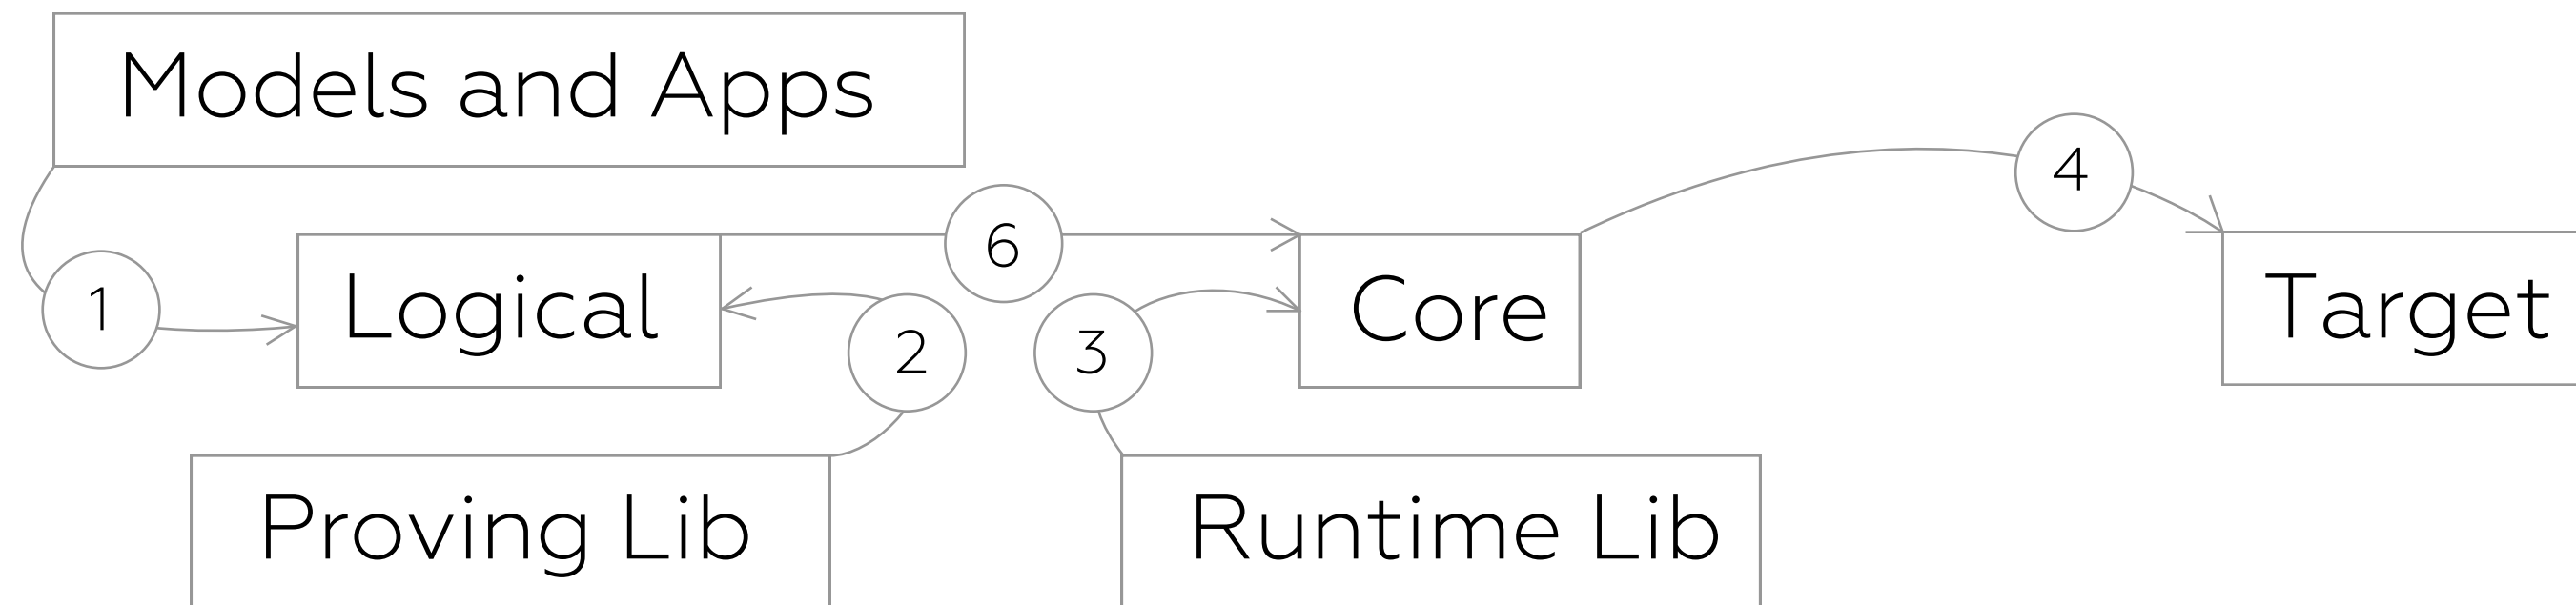 Models and Apps
4
6
1
Logical
2
3
Core
Target
Proving Lib
Runtime Lib